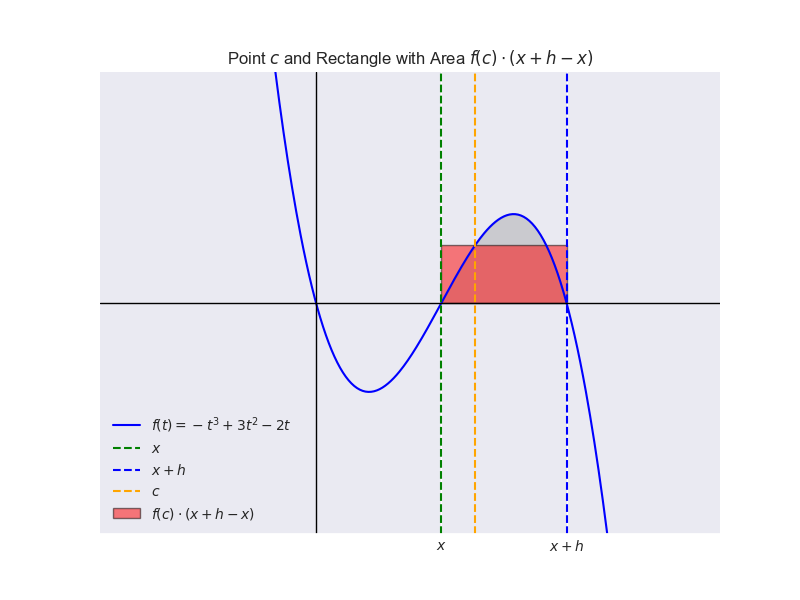 Point c and Rectangle with Area f(c) · (x + h − x)
f(t) = −t³ + 3t² − 2t
x
x + h
c
f(c) · (x + h − x)
x x + h